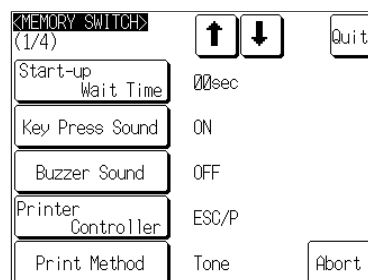 <MEMORY SWITCH>
(1/4)
Quit
Start-up
Wait Time
00sec
Key Press Sound
ON
Buzzer Sound
OFF
Printer
Controller
ESC/P
Print Method
Tone
Abort